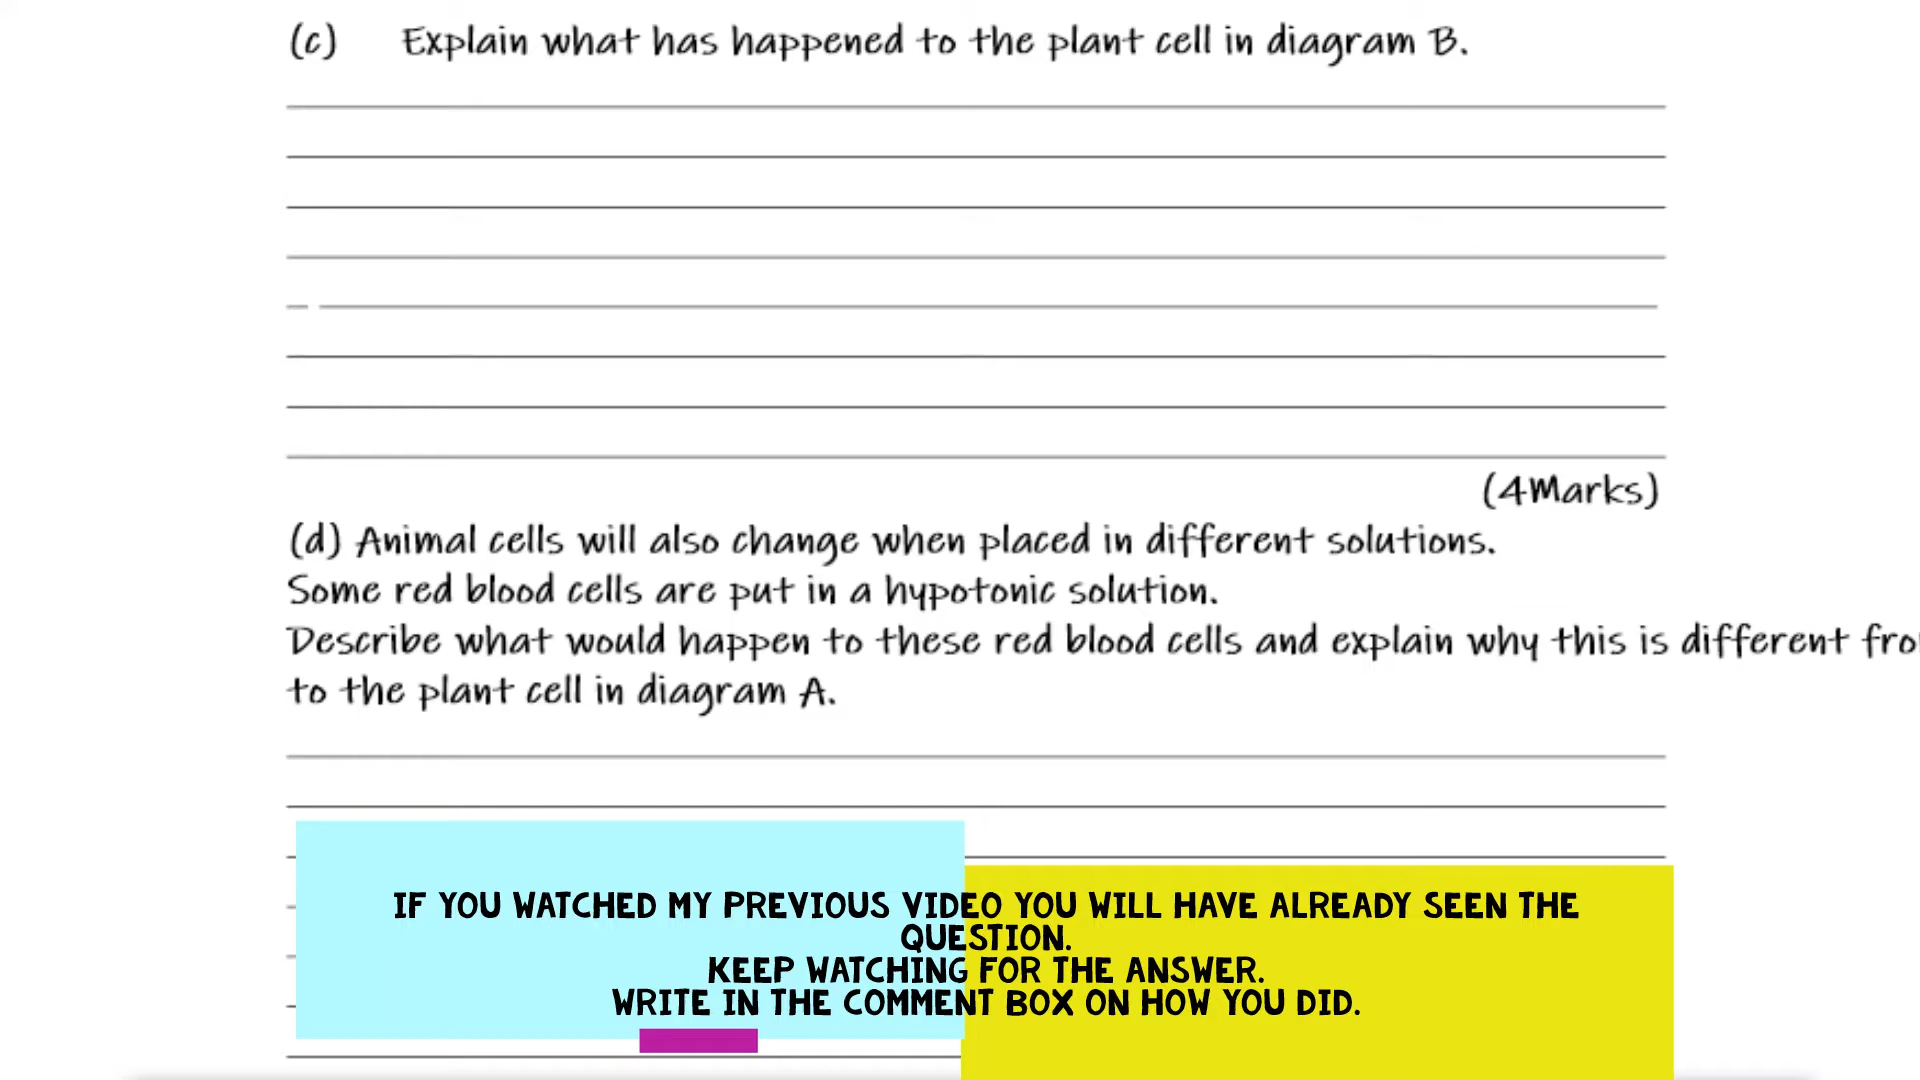 (c) Explain what has happened to the plant cell in diagram B.
(4Marks)
(d) Animal cells will also change when placed in different solutions.
Some red blood cells are put in a hypotonic solution.
Describe what would happen to these red blood cells and explain why this is different
to the plant cell in diagram A.
IF YOU WATCHED MY PREVIOUS VIDEO YOU WILL HAVE ALREADY SEEN THE
QUESTION.
KEEP WATCHING FOR THE ANSWER.
WRITE IN THE COMMENT BOX ON HOW YOU DID.